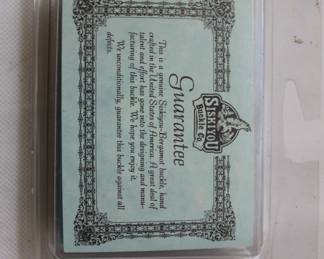 SISKIYOU
Buckle Co.
Guarantee
This is a genuine Siskiyou-Bergamot buckle, hand
crafted in the United States of America. A great deal of
talent and effort has gone into the designing and manu-
facturing of this buckle. We hope you enjoy it.
We unconditionally, guarantee this buckle against all
defects.